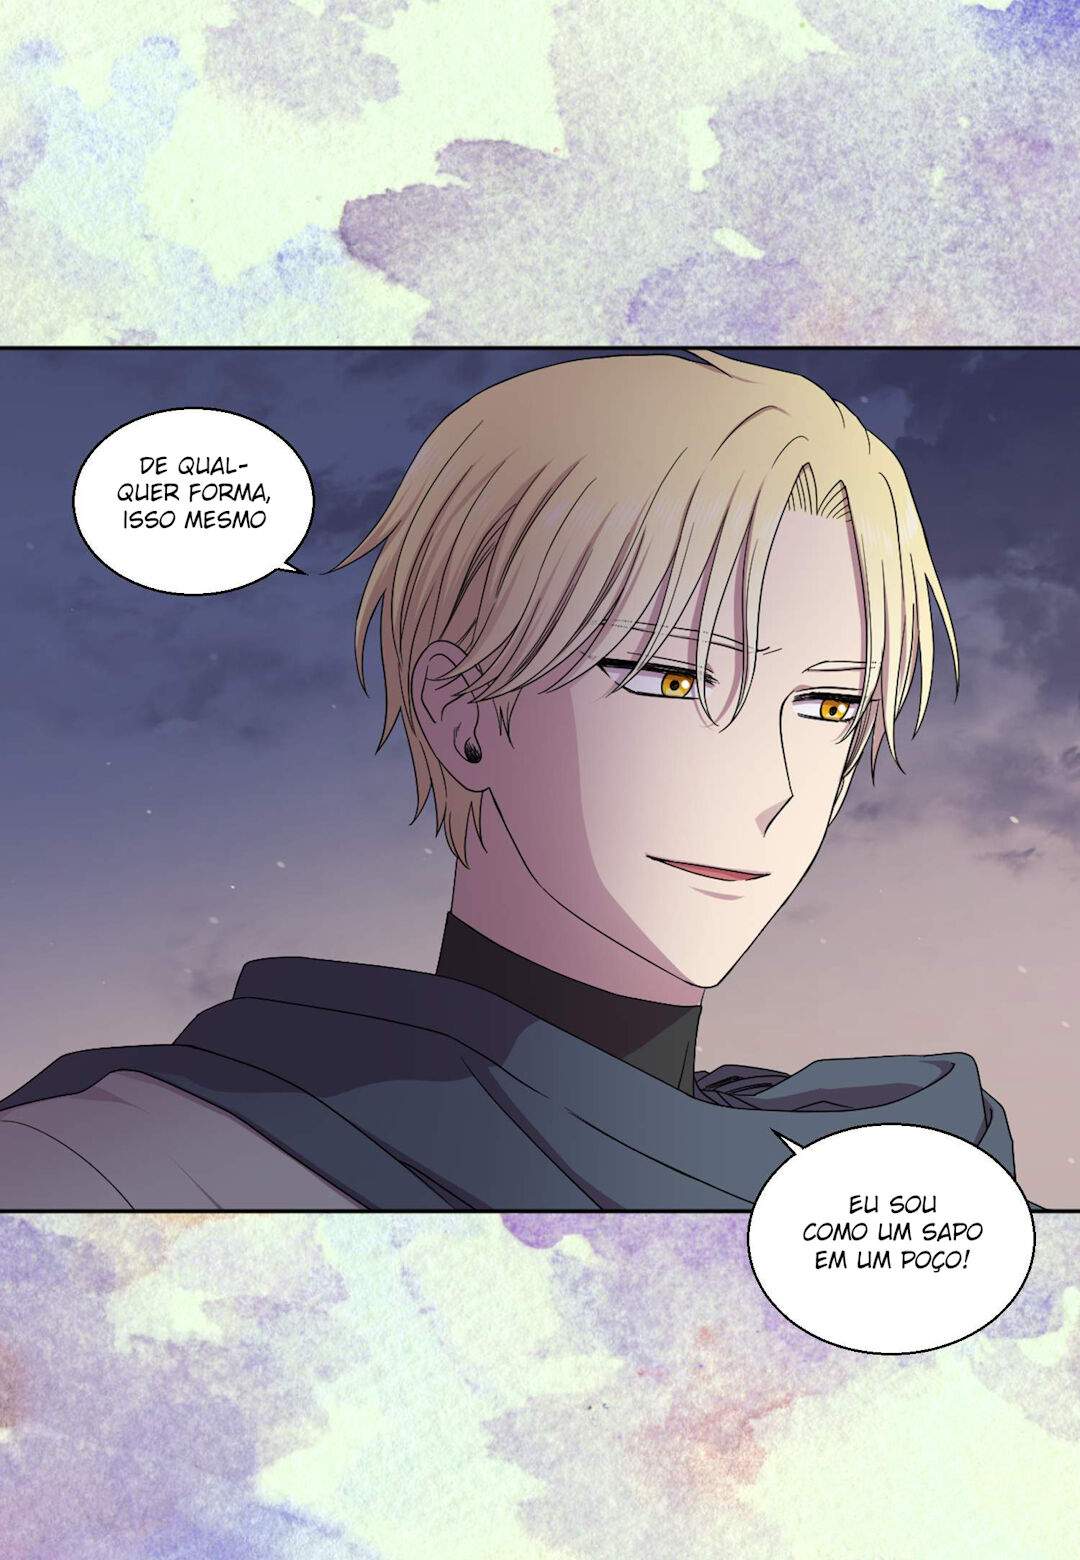 DE QUAL-
QUER FORMA,
ISSO MESMO
EU SOU
COMO UM SAPO
EM UM POÇO!